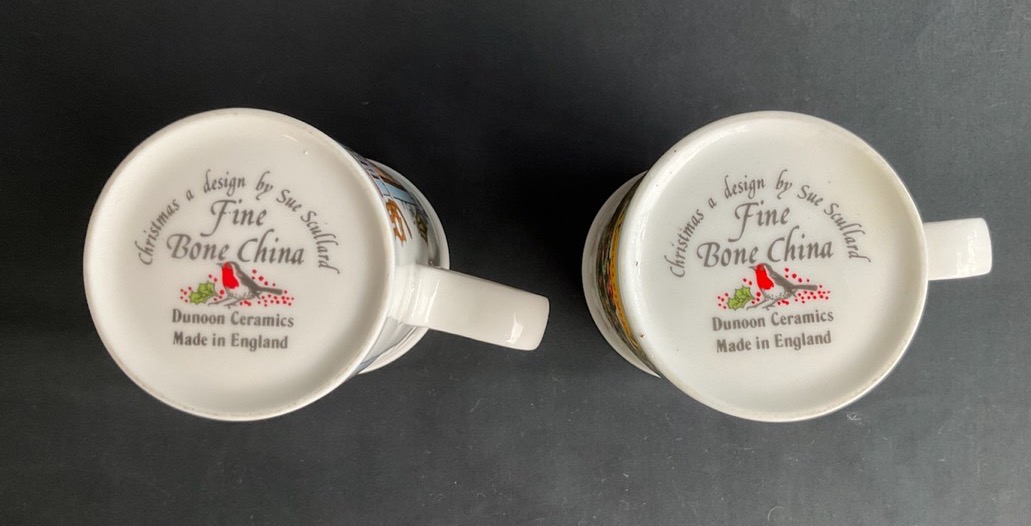 Christmas a design by Sue Scullard
Fine
Bone China
Dunoon Ceramics
Made in England
Christmas a design by Sue Scullard
Fine
Bone China
Dunoon Ceramics
Made in England